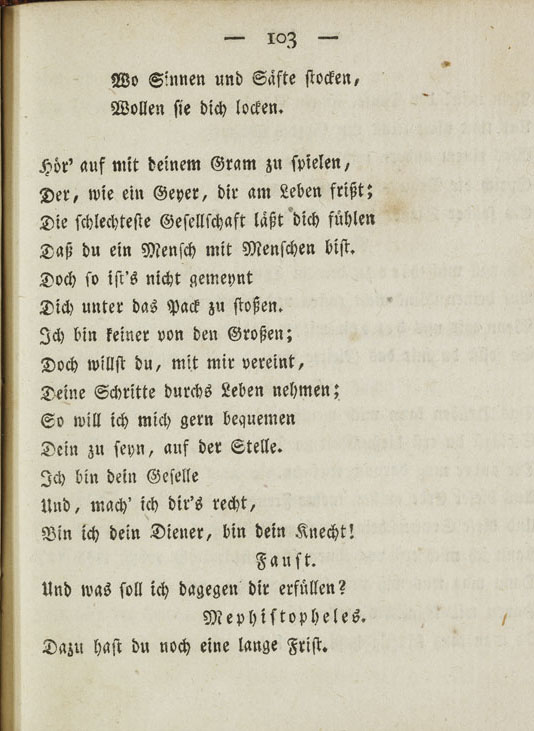 — 103 —
Wo Sinnen und Säfte stocken,
Wollen sie dich locken.
Hör' auf mit deinem Gram zu spielen,
Der, wie ein Geyer, dir am Leben frißt;
Die schlechteste Gesellschaft läßt dich fühlen
Daß du ein Mensch mit Menschen bist.
Doch so ist's nicht gemeynt
Dich unter das Pack zu stoßen.
Ich bin keiner von den Großen;
Doch willst du, mit mir vereint,
Deine Schritte durchs Leben nehmen;
So will ich mich gern bequemen
Dein zu seyn, auf der Stelle.
Ich bin dein Geselle
Und, mach' ich dir's recht,
Bin ich dein Diener, bin dein Knecht!
Faust.
Und was soll ich dagegen dir erfüllen?
Mephistopheles.
Dazu hast du noch eine lange Frist.